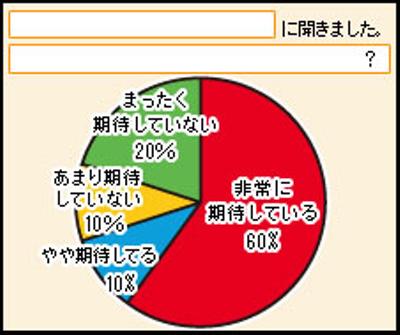 に聞きました。
?
まったく
期待していない
20%
あまり期待
していない
10%
やや期待してる
10%
非常に
期待している
60%